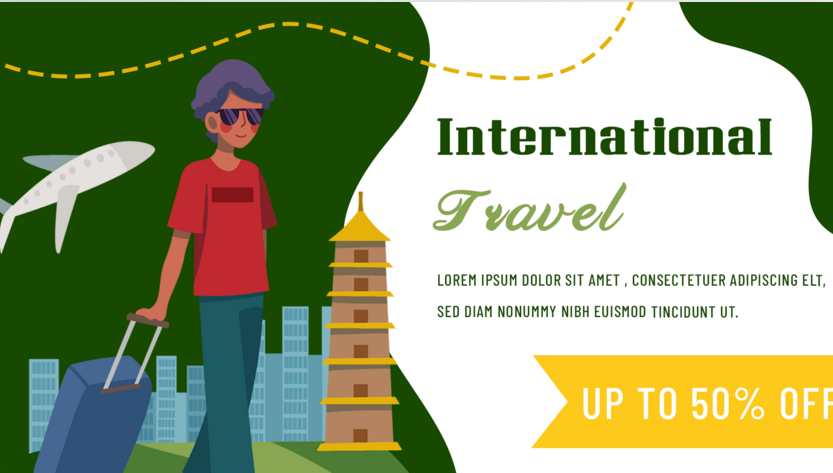 International
Travel
LOREM IPSUM DOLOR SIT AMET , CONSECTETUER ADIPISCING ELT,
SED DIAM NONUMMY NIBH EUISMOD TINCIDUNT UT.
UP TO 50% OFF